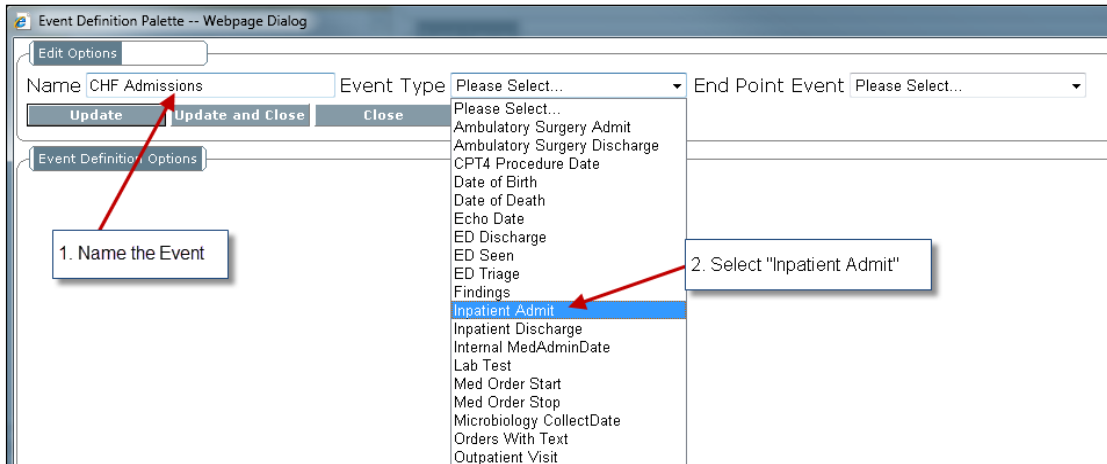 Event Definition Palette -- Webpage Dialog
Edit Options
Name CHF Admissions Event Type Please Select... End Point Event Please Select...
Update Update and Close Close
Please Select...
Ambulatory Surgery Admit
Ambulatory Surgery Discharge
Event Definition Options
CPT4 Procedure Date
Date of Birth
Date of Death
Echo Date
ED Discharge
1. Name the Event
ED Seen
2. Select "Inpatient Admit"
ED Triage
Findings
Inpatient Admit
Inpatient Discharge
Internal MedAdminDate
Lab Test
Med Order Start
Med Order Stop
Microbiology CollectDate
Orders With Text
Outpatient Visit